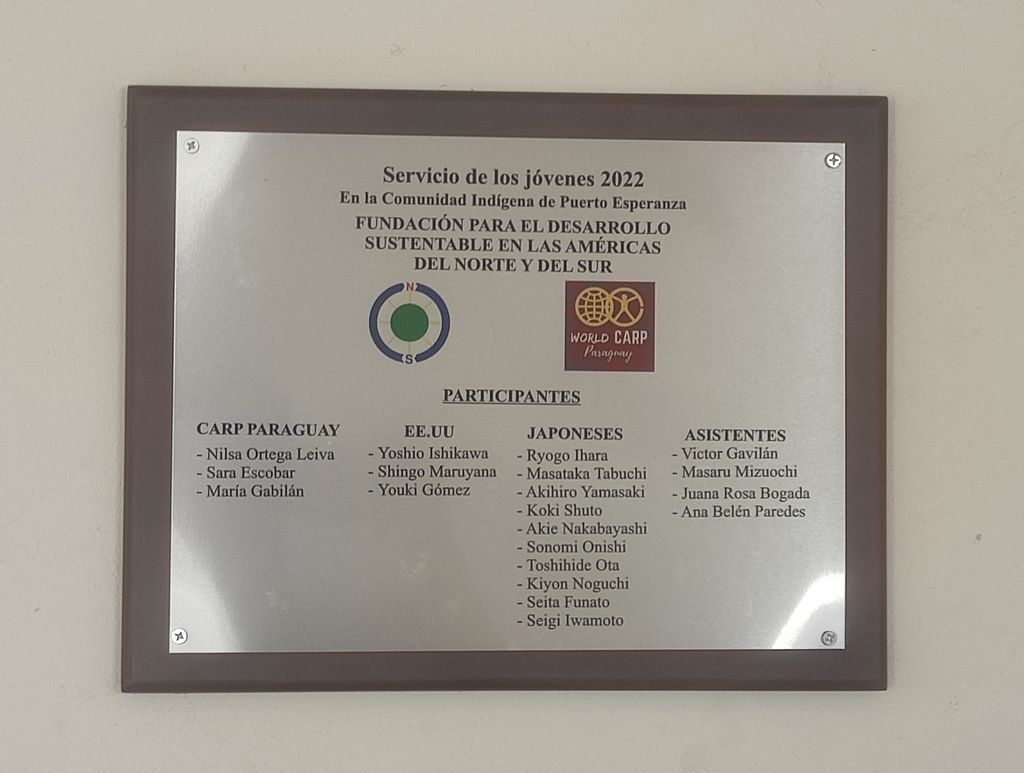 Servicio de los jóvenes 2022
En la Comunidad Indígena de Puerto Esperanza
FUNDACIÓN PARA EL DESARROLLO
SUSTENTABLE EN LAS AMÉRICAS
DEL NORTE Y DEL SUR
N
S
WORLD CARP
Paraguay
PARTICIPANTES
CARP PARAGUAY
- Nilsa Ortega Leiva
- Sara Escobar
- María Gabilán
EE.UU
- Yoshio Ishikawa
- Shingo Maruyana
- Youki Gómez
JAPONESES
- Ryogo Ihara
- Masataka Tabuchi
- Akihiro Yamasaki
- Koki Shuto
- Akie Nakabayashi
- Sonomi Onishi
- Toshihide Ota
- Kiyon Noguchi
- Seita Funato
- Seigi Iwamoto
ASISTENTES
- Victor Gavilán
- Masaru Mizuochi
- Juana Rosa Bogada
- Ana Belén Paredes